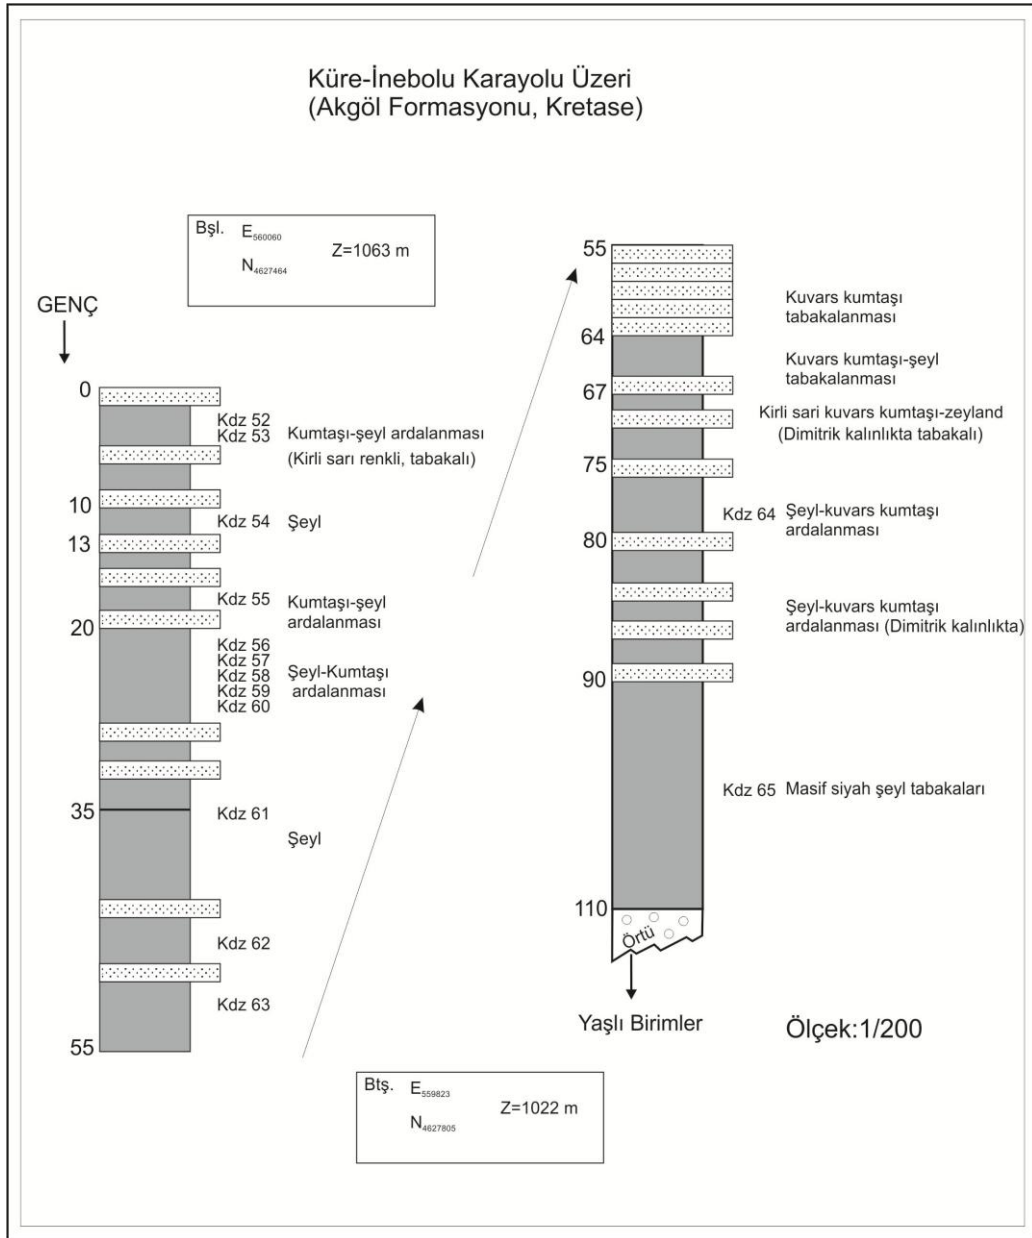 Küre-İnebolu Karayolu Üzeri
(Akgöl Formasyonu, Kretase)
Bşl. E560060
Z=1063 m
N4627464
GENÇ
0
Kdz 52
Kdz 53
Kumtaşı-şeyl ardalanması
(Kirli sarı renkli, tabakalı)
10
Kdz 54 Şeyl
13
Kdz 55 Kumtaşı-şeyl
ardalanması
20
Kdz 56
Kdz 57
Kdz 58
Kdz 59
Kdz 60
Şeyl-Kumtaşı
ardalanması
35
Kdz 61
Şeyl
Kdz 62
Kdz 63
55
55
Kuvars kumtaşı
tabakalanması
64
Kuvars kumtaşı-şeyl
tabakalanması
67
Kirli sari kuvars kumtaşı-zeyland
(Dimitrik kalınlıkta tabakalı)
75
Kdz 64 Şeyl-kuvars kumtaşı
ardalanması
80
Şeyl-kuvars kumtaşı
ardalanması (Dimitrik kalınlıkta)
90
Kdz 65 Masif siyah şeyl tabakaları
110
Örtü
Yaşlı Birimler
Ölçek:1/200
Btş. E559823
Z=1022 m
N4627805